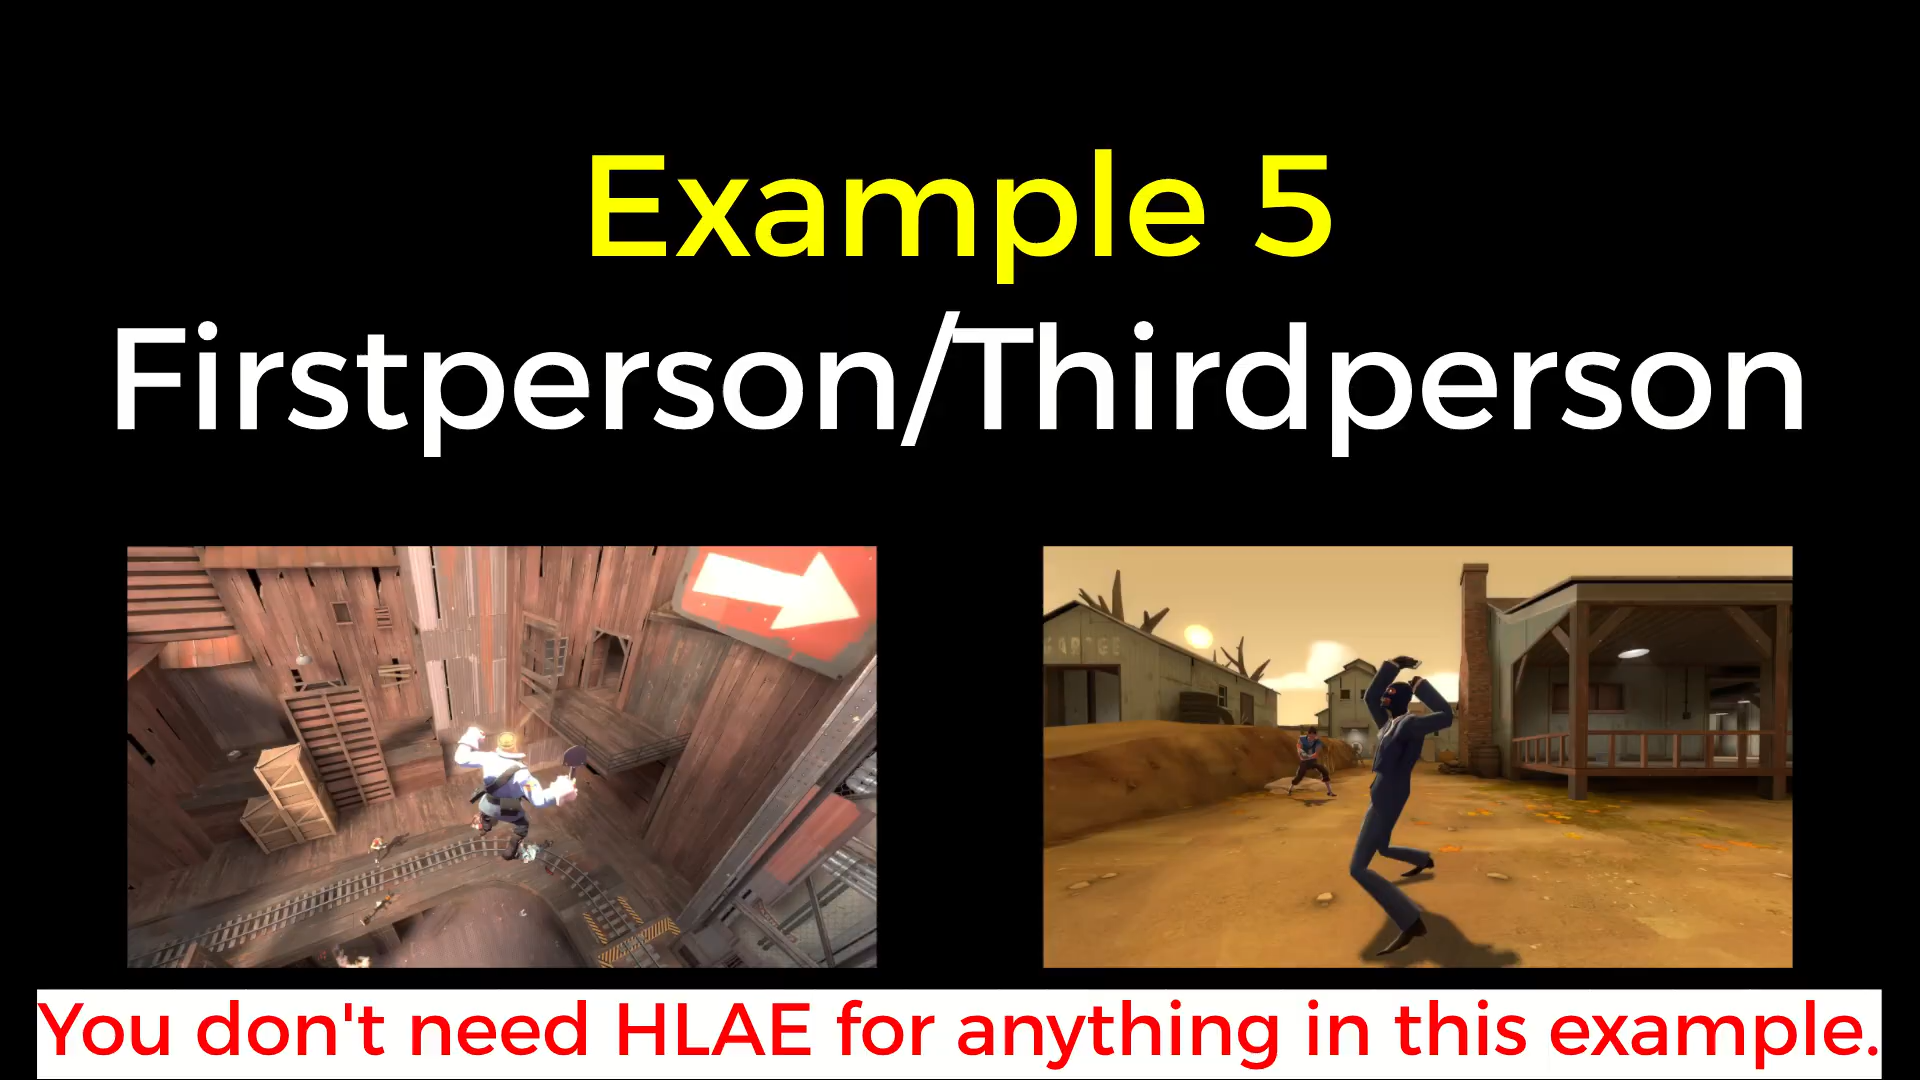 Example 5
Firstperson/Thirdperson
You don't need HLAE for anything in this example.